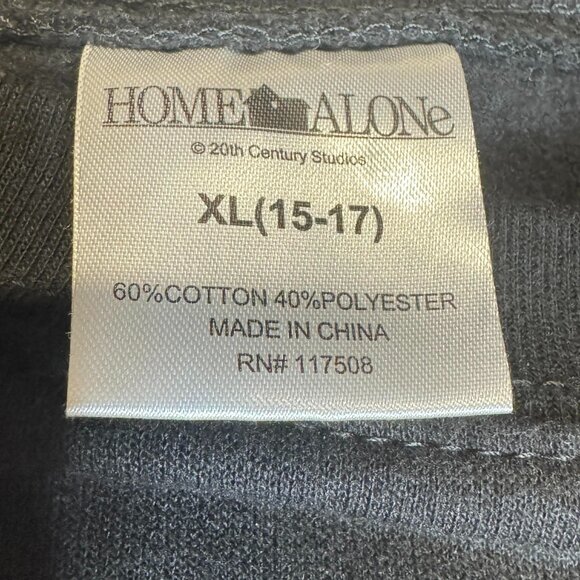 HOME ALONe
© 20th Century Studios
XL(15-17)
60%COTTON 40%POLYESTER
MADE IN CHINA
RN# 117508